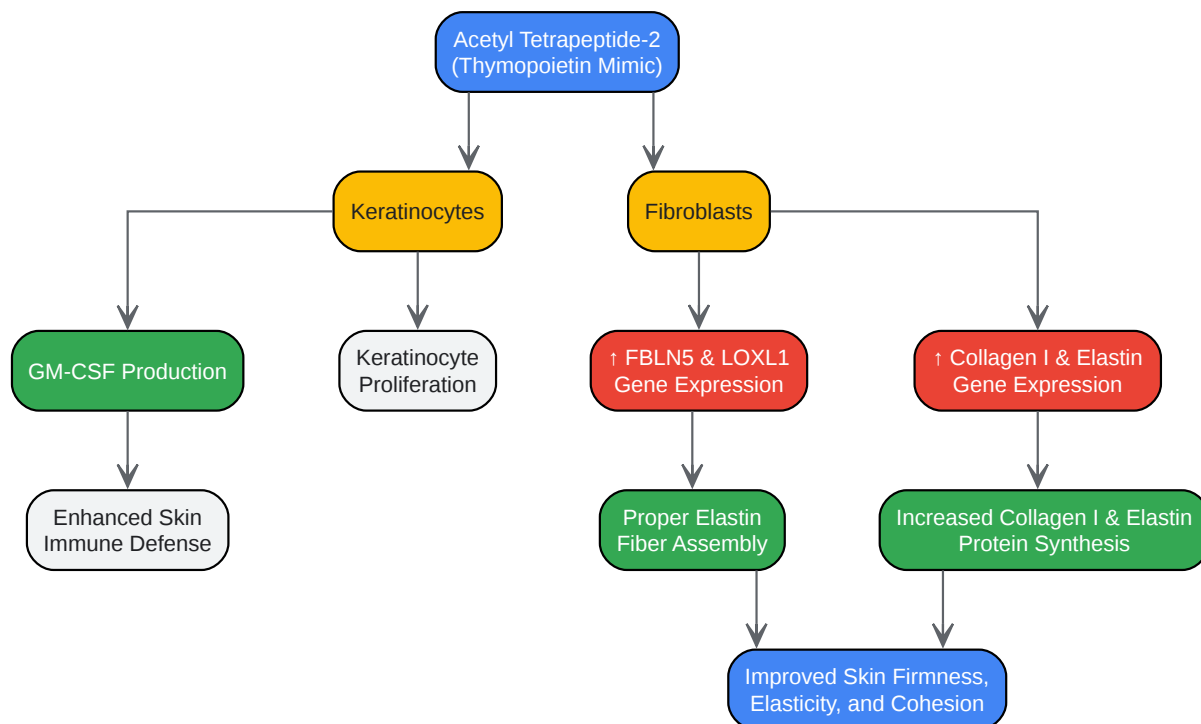 Acetyl Tetrapeptide-2
(Thymopoietin Mimic)
Keratinocytes
Fibroblasts
GM-CSF Production
Keratinocyte
Proliferation
↑ FBLN5 & LOXL1
Gene Expression
↑ Collagen I & Elastin
Gene Expression
Enhanced Skin
Immune Defense
Proper Elastin
Fiber Assembly
Increased Collagen I & Elastin
Protein Synthesis
Improved Skin Firmness,
Elasticity, and Cohesion